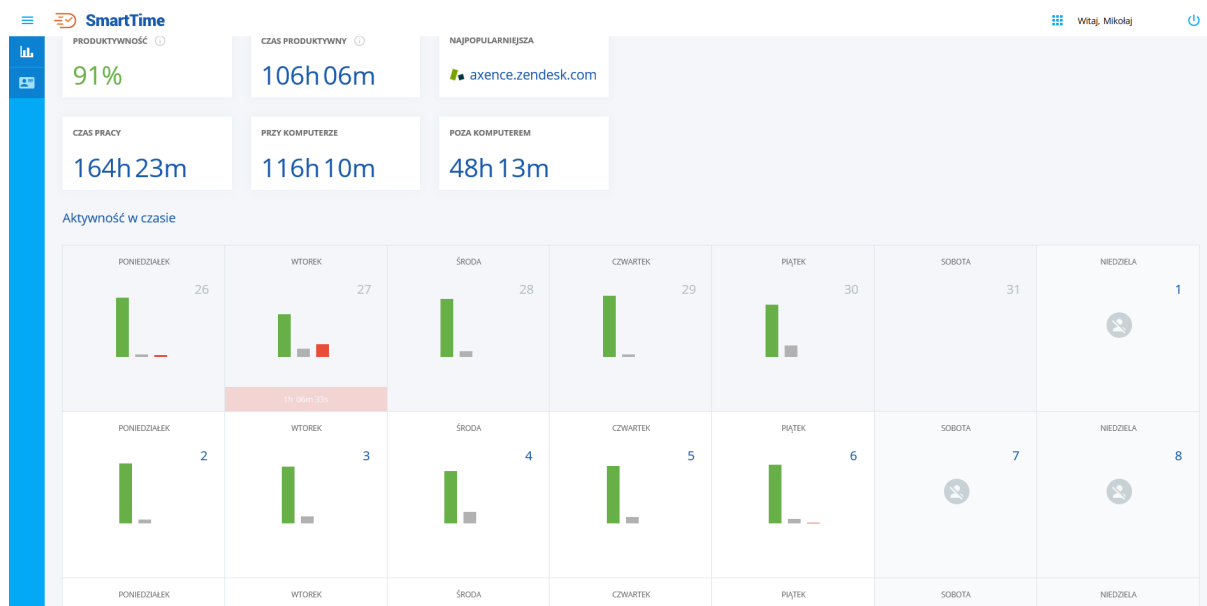 SmartTime
Witaj, Mikołaj
PRODUKTYWNOŚĆ
CZAS PRODUKTYWNY
NAJPOPULARNIEJSZA
91%
106h 06m
axence.zendesk.com
CZAS PRACY
PRZY KOMPUTERZE
POZA KOMPUTEREM
164h 23m
116h 10m
48h 13m
Aktywność w czasie
PONIEDZIAŁEK WTOREK ŚRODA CZWARTEK PIĄTEK SOBOTA NIEDZIELA
26 27 28 29 30 31 1
1h 06m 33s
PONIEDZIAŁEK WTOREK ŚRODA CZWARTEK PIĄTEK SOBOTA NIEDZIELA
2 3 4 5 6 7 8
PONIEDZIAŁEK WTOREK ŚRODA CZWARTEK PIĄTEK SOBOTA NIEDZIELA